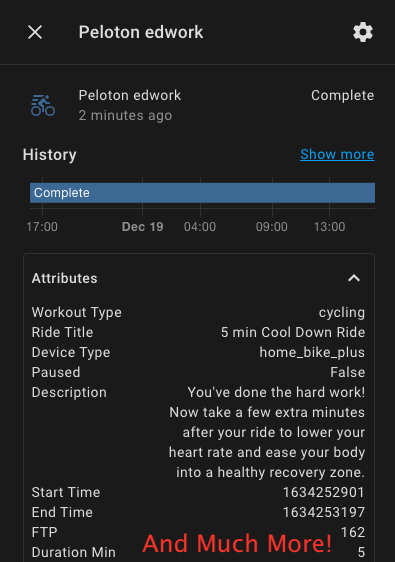 Peloton edwork
Peloton edwork Complete
2 minutes ago
History Show more
Complete
17:00 Dec 19 04:00 09:00 13:00
Attributes
Workout Type cycling
Ride Title 5 min Cool Down Ride
Device Type home_bike_plus
Paused False
Description You've done the hard work!
Now take a few extra minutes
after your ride to lower your
heart rate and ease your body
into a healthy recovery zone.
Start Time 1634252901
End Time 1634253197
FTP 162
And Much More!
Duration Min 5